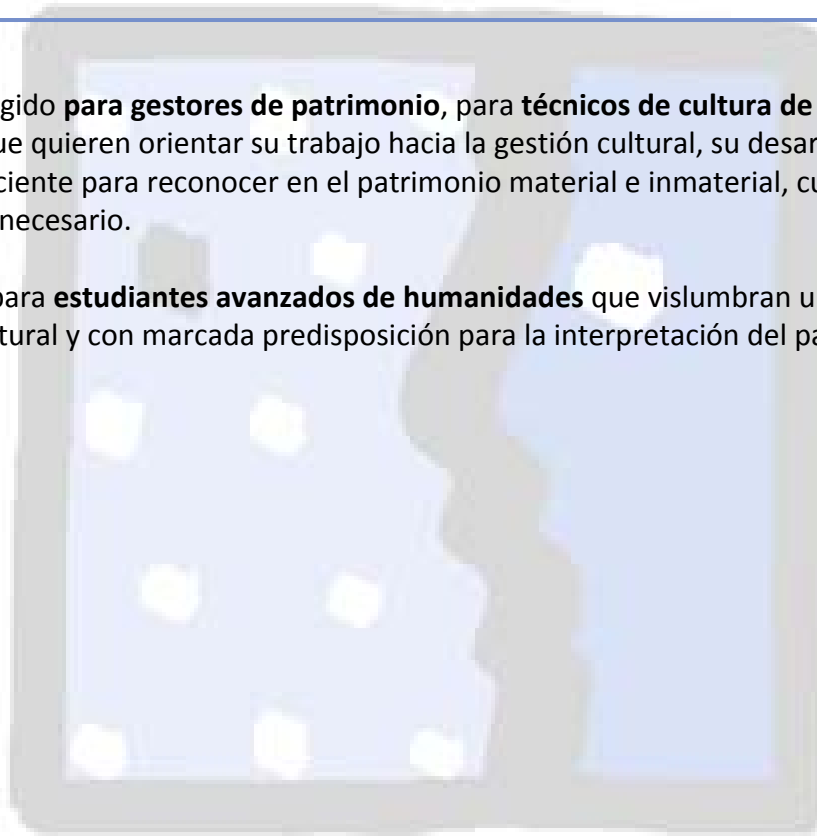 gido para gestores de patrimonio, para técnicos de cultura de
ue quieren orientar su trabajo hacia la gestión cultural, su desar
ciente para reconocer en el patrimonio material e inmaterial, cu
necesario.
para estudiantes avanzados de humanidades que vislumbran u
tural y con marcada predisposición para la interpretación del pa